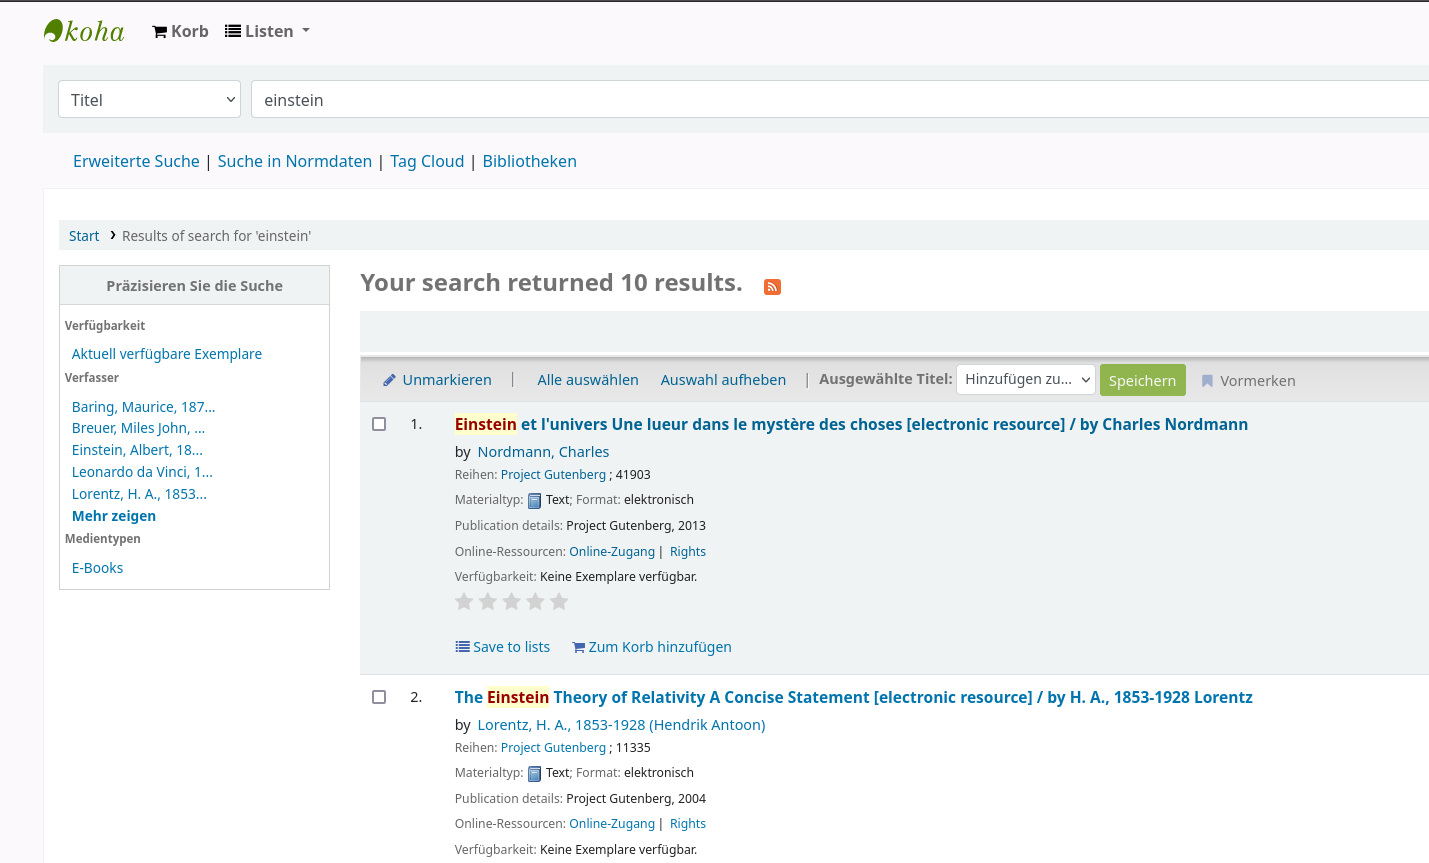 koha Korb Listen
Titel einstein
Erweiterte Suche | Suche in Normdaten | Tag Cloud | Bibliotheken
Start › Results of search for 'einstein'
Präzisieren Sie die Suche
Verfügbarkeit
Aktuell verfügbare Exemplare
Verfasser
Baring, Maurice, 187...
Breuer, Miles John, ...
Einstein, Albert, 18...
Leonardo da Vinci, 1...
Lorentz, H. A., 1853...
Mehr zeigen
Medientypen
E-Books
Your search returned 10 results.
Unmarkieren | Alle auswählen Auswahl aufheben | Ausgewählte Titel: Hinzufügen zu... Speichern Vormerken
1. Einstein et l'univers Une lueur dans le mystère des choses [electronic resource] / by Charles Nordmann
by Nordmann, Charles
Reihen: Project Gutenberg ; 41903
Materialtyp: Text; Format: elektronisch
Publication details: Project Gutenberg, 2013
Online-Ressourcen: Online-Zugang | Rights
Verfügbarkeit: Keine Exemplare verfügbar.
Save to lists Zum Korb hinzufügen
2. The Einstein Theory of Relativity A Concise Statement [electronic resource] / by H. A., 1853-1928 Lorentz
by Lorentz, H. A., 1853-1928 (Hendrik Antoon)
Reihen: Project Gutenberg ; 11335
Materialtyp: Text; Format: elektronisch
Publication details: Project Gutenberg, 2004
Online-Ressourcen: Online-Zugang | Rights
Verfügbarkeit: Keine Exemplare verfügbar.